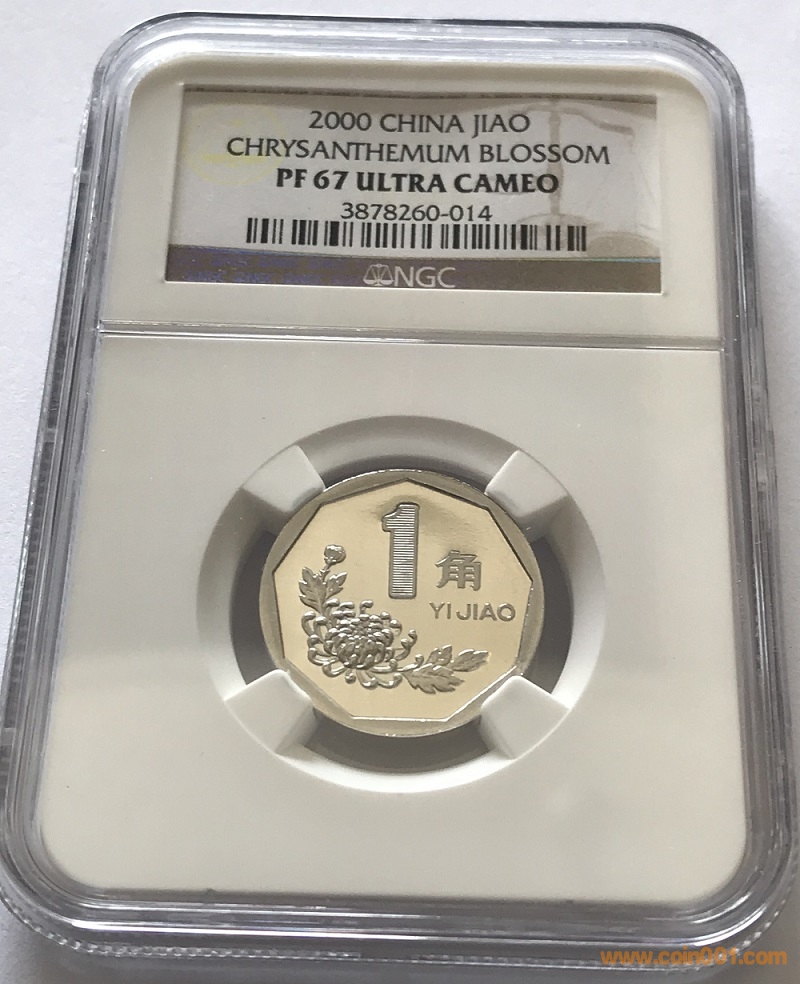 2000 CHINA JIAO
CHRYSANTHEMUM BLOSSOM
PF 67 ULTRA CAMEO
3878260-014
NGC
1角
YI JIAO
www.coin001.com